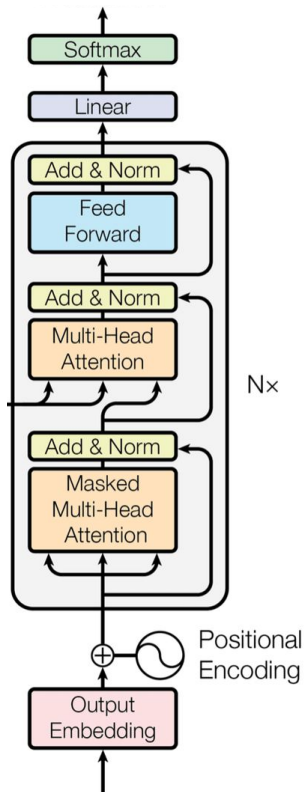 Softmax
Linear
Add & Norm
Feed
Forward
Add & Norm
Multi-Head
Attention
N×
Add & Norm
Masked
Multi-Head
Attention
Positional
Encoding
Output
Embedding